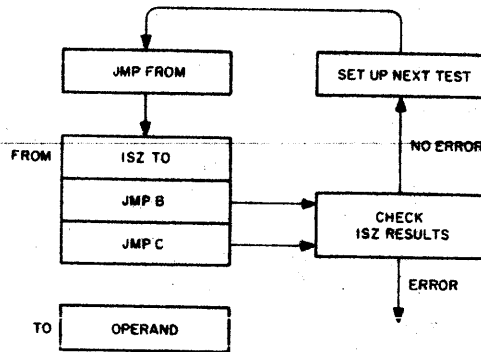 JMP FROM
SET UP NEXT TEST
FROM
ISZ TO
NO ERROR
JMP B
JMP C
CHECK
ISZ RESULTS
ERROR
TO
OPERAND